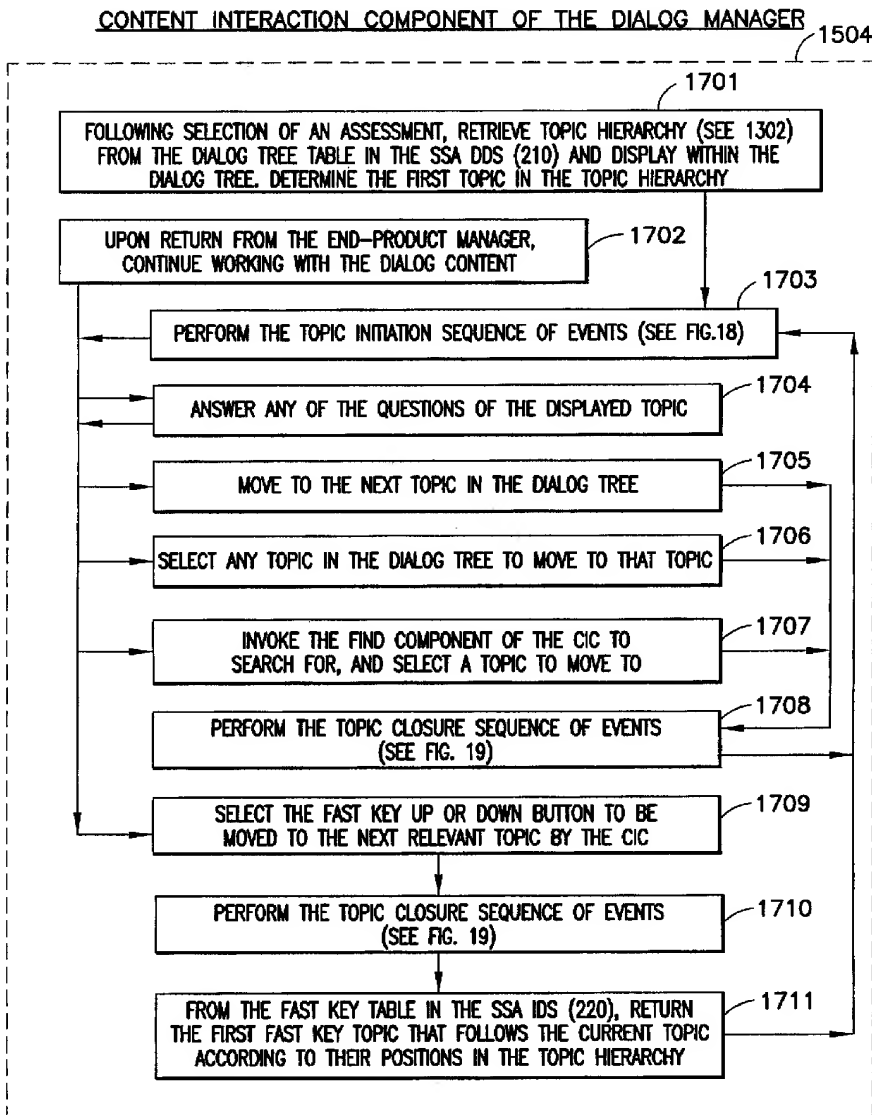 CONTENT INTERACTION COMPONENT OF THE DIALOG MANAGER
1504
1701
FOLLOWING SELECTION OF AN ASSESSMENT, RETRIEVE TOPIC HIERARCHY (SEE 1302)
FROM THE DIALOG TREE TABLE IN THE SSA DDS (210) AND DISPLAY WITHIN THE
DIALOG TREE. DETERMINE THE FIRST TOPIC IN THE TOPIC HIERARCHY
UPON RETURN FROM THE END-PRODUCT MANAGER,
CONTINUE WORKING WITH THE DIALOG CONTENT
1702
1703
PERFORM THE TOPIC INITIATION SEQUENCE OF EVENTS (SEE FIG.18)
1704
ANSWER ANY OF THE QUESTIONS OF THE DISPLAYED TOPIC
1705
MOVE TO THE NEXT TOPIC IN THE DIALOG TREE
1706
SELECT ANY TOPIC IN THE DIALOG TREE TO MOVE TO THAT TOPIC
1707
INVOKE THE FIND COMPONENT OF THE CIC TO
SEARCH FOR, AND SELECT A TOPIC TO MOVE TO
1708
PERFORM THE TOPIC CLOSURE SEQUENCE OF EVENTS
(SEE FIG. 19)
1709
SELECT THE FAST KEY UP OR DOWN BUTTON TO BE
MOVED TO THE NEXT RELEVANT TOPIC BY THE CIC
1710
PERFORM THE TOPIC CLOSURE SEQUENCE OF EVENTS
(SEE FIG. 19)
1711
FROM THE FAST KEY TABLE IN THE SSA IDS (220), RETURN
THE FIRST FAST KEY TOPIC THAT FOLLOWS THE CURRENT TOPIC
ACCORDING TO THEIR POSITIONS IN THE TOPIC HIERARCHY